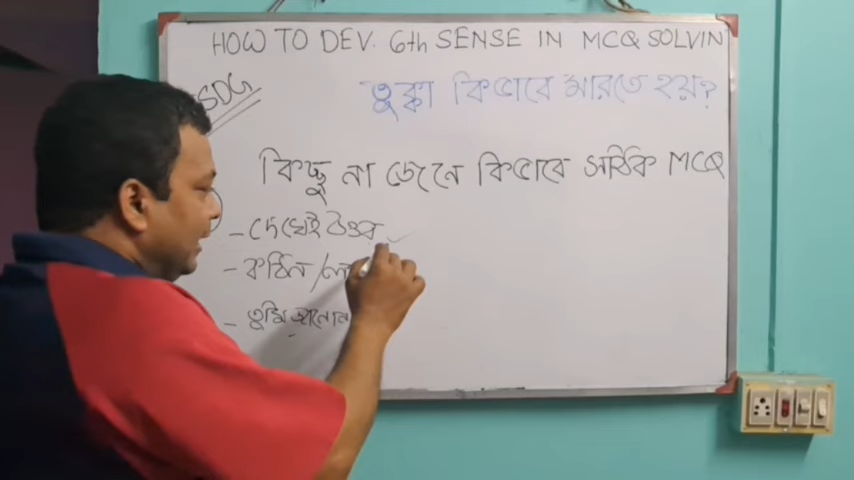 HOW TO DEV. 6th SENSE IN MCQ SOLVIN
SDG
তুক্কা কিভাবে মারতে হয়?
কিছু না জেনে কিভাবে সঠিক MCQ
- দেখেই উত্তর ✓
- কঠিন /
- তুমি জানোনা